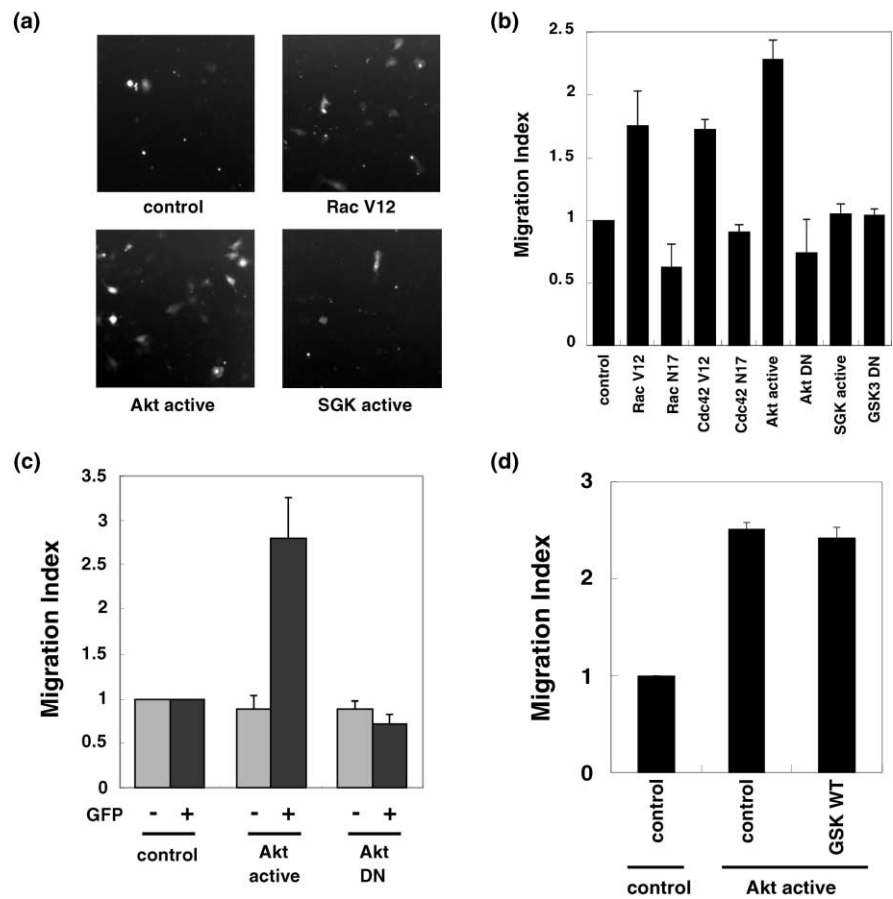 (a)
control
Rac V12
Akt active
SGK active
(b)
Migration Index
2.5
2
1.5
1
0.5
0
control
Rac V12
Rac N17
Cdc42 V12
Cdc42 N17
Akt active
Akt DN
SGK active
GSK3 DN
(c)
Migration Index
3.5
3
2.5
2
1.5
1
0.5
0
GFP - + - + - +
control
Akt active
Akt DN
(d)
Migration Index
3
2
1
0
control
control
GSK WT
control
Akt active